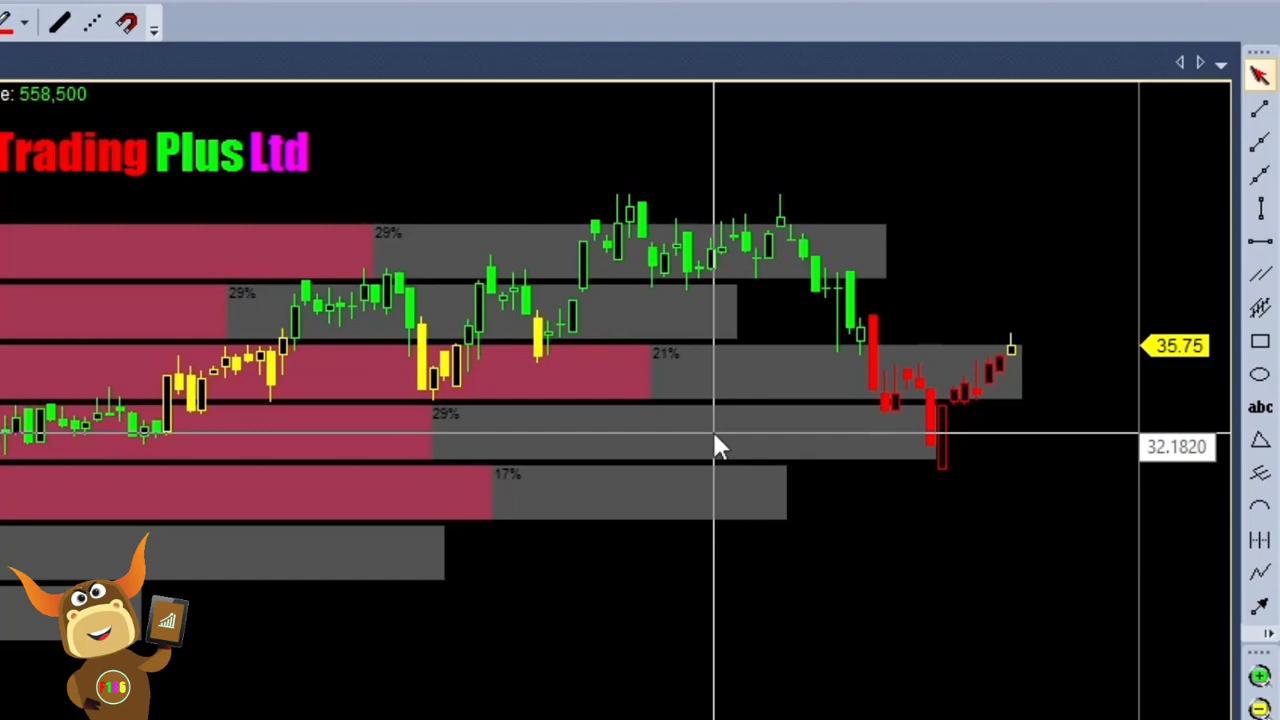 e: 558,500
Trading Plus Ltd
29%
29%
21%
35.75
29%
abc
32.1820
17%